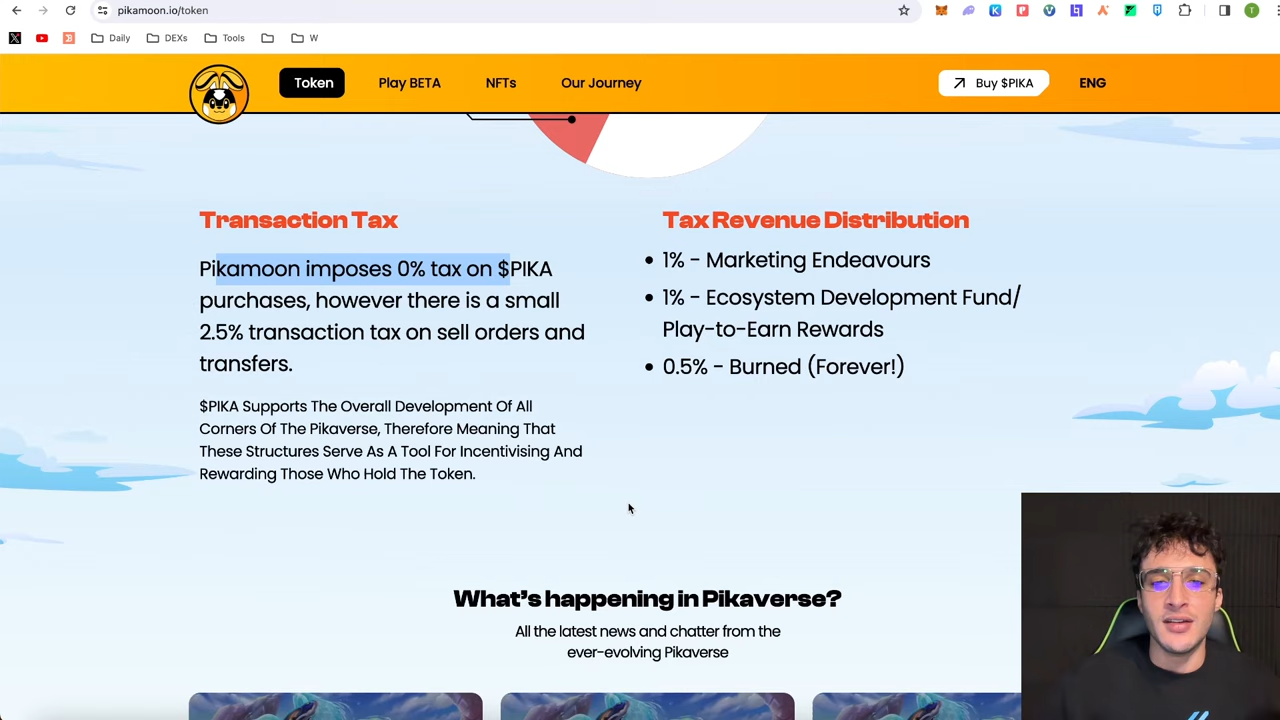 pikamoon.io/token
Daily
DEXs
Tools
W
Token
Play BETA
NFTs
Our Journey
Buy $PIKA
ENG
Transaction Tax
Pikamoon imposes 0% tax on $PIKA
purchases, however there is a small
2.5% transaction tax on sell orders and
transfers.
$PIKA Supports The Overall Development Of All
Corners Of The Pikaverse, Therefore Meaning That
These Structures Serve As A Tool For Incentivising And
Rewarding Those Who Hold The Token.
Tax Revenue Distribution
1% - Marketing Endeavours
1% - Ecosystem Development Fund/
Play-to-Earn Rewards
0.5% - Burned (Forever!)
What's happening in Pikaverse?
All the latest news and chatter from the
ever-evolving Pikaverse